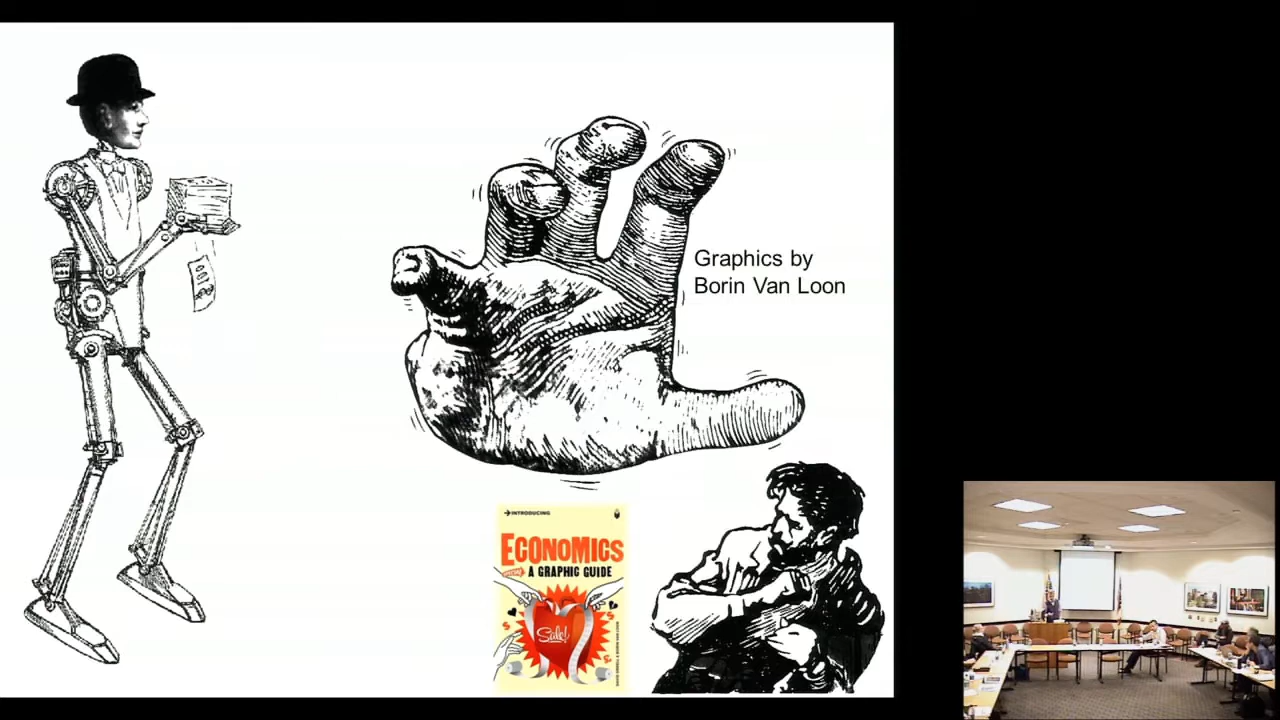 Graphics by
Borin Van Loon
INTRODUCING
ECONOMICS
A GRAPHIC GUIDE
Sale!